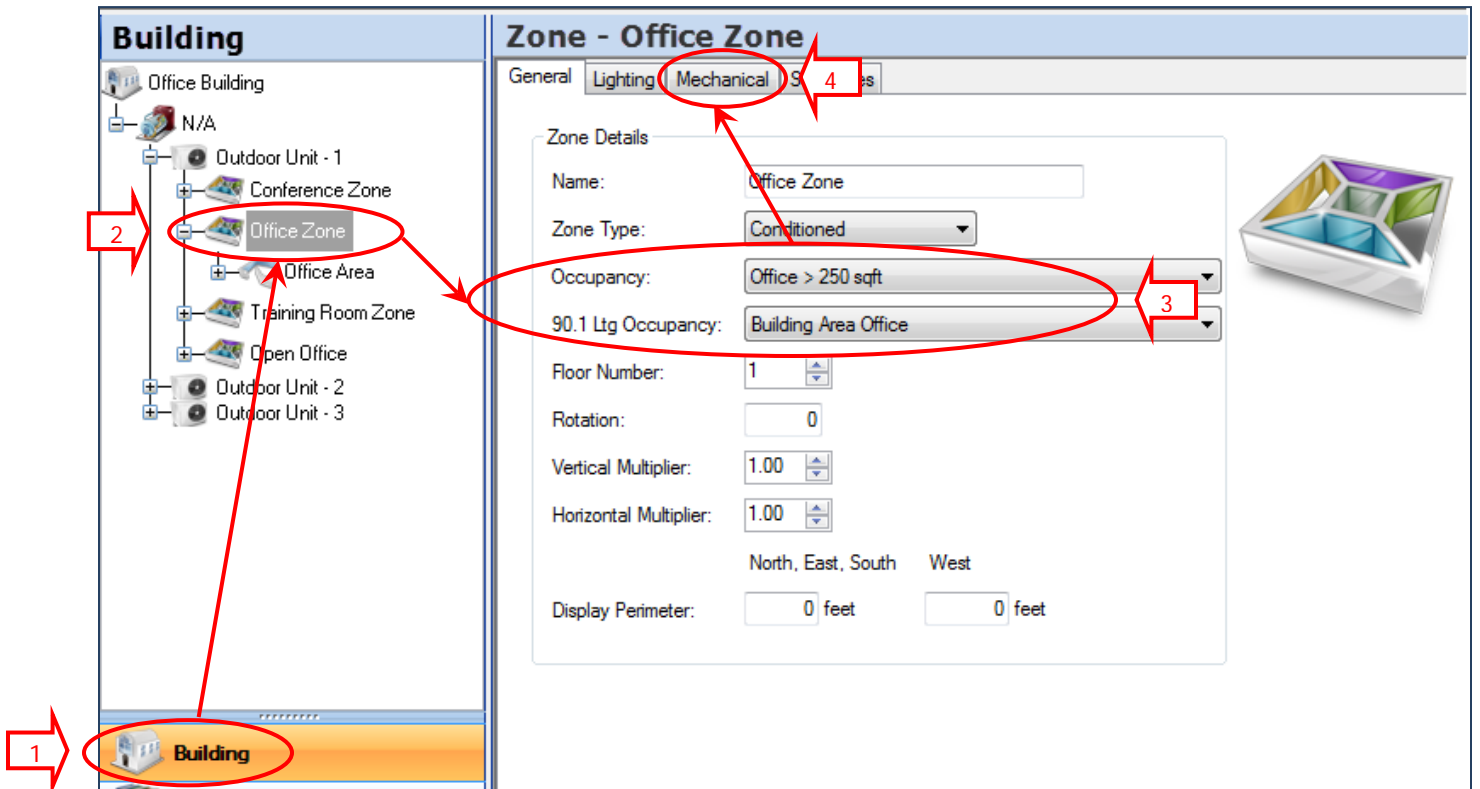 Building
Office Building
N/A
Outdoor Unit - 1
Conference Zone
2
Office Zone
Office Area
Training Room Zone
Open Office
Outdoor Unit - 2
Outdoor Unit - 3
1
Building
Zone - Office Zone
General Lighting Mechanical
4
Zone Details
Name: Office Zone
Zone Type: Conditioned
Occupancy: Office > 250 sqft
3
90.1 Ltg Occupancy: Building Area Office
Floor Number: 1
Rotation: 0
Vertical Multiplier: 1.00
Horizontal Multiplier: 1.00
North, East, South West
Display Perimeter: 0 feet 0 feet